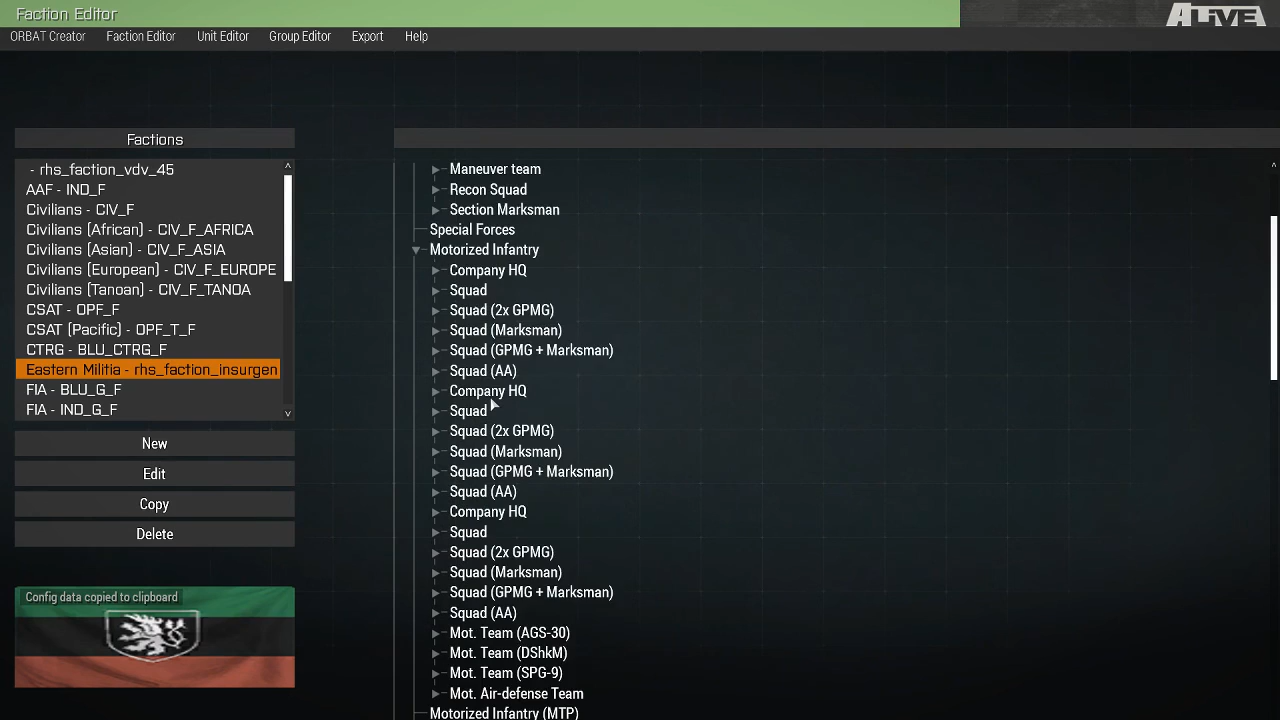 Faction Editor
ALiVE
ORBAT Creator
Faction Editor
Unit Editor
Group Editor
Export
Help
Factions
- rhs_faction_vdv_45
AAF - IND_F
Civilians - CIV_F
Civilians (African) - CIV_F_AFRICA
Civilians (Asian) - CIV_F_ASIA
Civilians (European) - CIV_F_EUROPE
Civilians (Tanoan) - CIV_F_TANOA
CSAT - OPF_F
CSAT (Pacific) - OPF_T_F
CTRG - BLU_CTRG_F
Eastern Militia - rhs_faction_insurgen
FIA - BLU_G_F
FIA - IND_G_F
New
Edit
Copy
Delete
Config data copied to clipboard
Maneuver team
Recon Squad
Section Marksman
Special Forces
Motorized Infantry
Company HQ
Squad
Squad (2x GPMG)
Squad (Marksman)
Squad (GPMG + Marksman)
Squad (AA)
Company HQ
Squad
Squad (2x GPMG)
Squad (Marksman)
Squad (GPMG + Marksman)
Squad (AA)
Company HQ
Squad
Squad (2x GPMG)
Squad (Marksman)
Squad (GPMG + Marksman)
Squad (AA)
Mot. Team (AGS-30)
Mot. Team (DShkM)
Mot. Team (SPG-9)
Mot. Air-defense Team
Motorized Infantry (MTP)